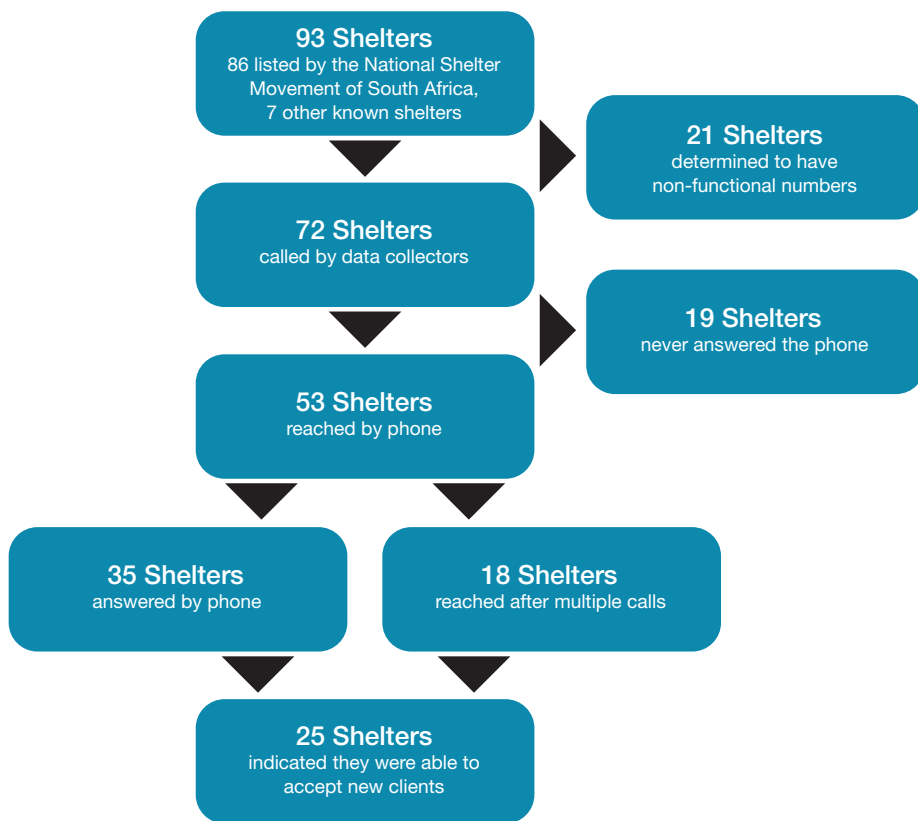 93 Shelters
86 listed by the National Shelter
Movement of South Africa,
7 other known shelters
21 Shelters
determined to have
non-functional numbers
72 Shelters
called by data collectors
19 Shelters
never answered the phone
53 Shelters
reached by phone
35 Shelters
answered by phone
18 Shelters
reached after multiple calls
25 Shelters
indicated they were able to
accept new clients